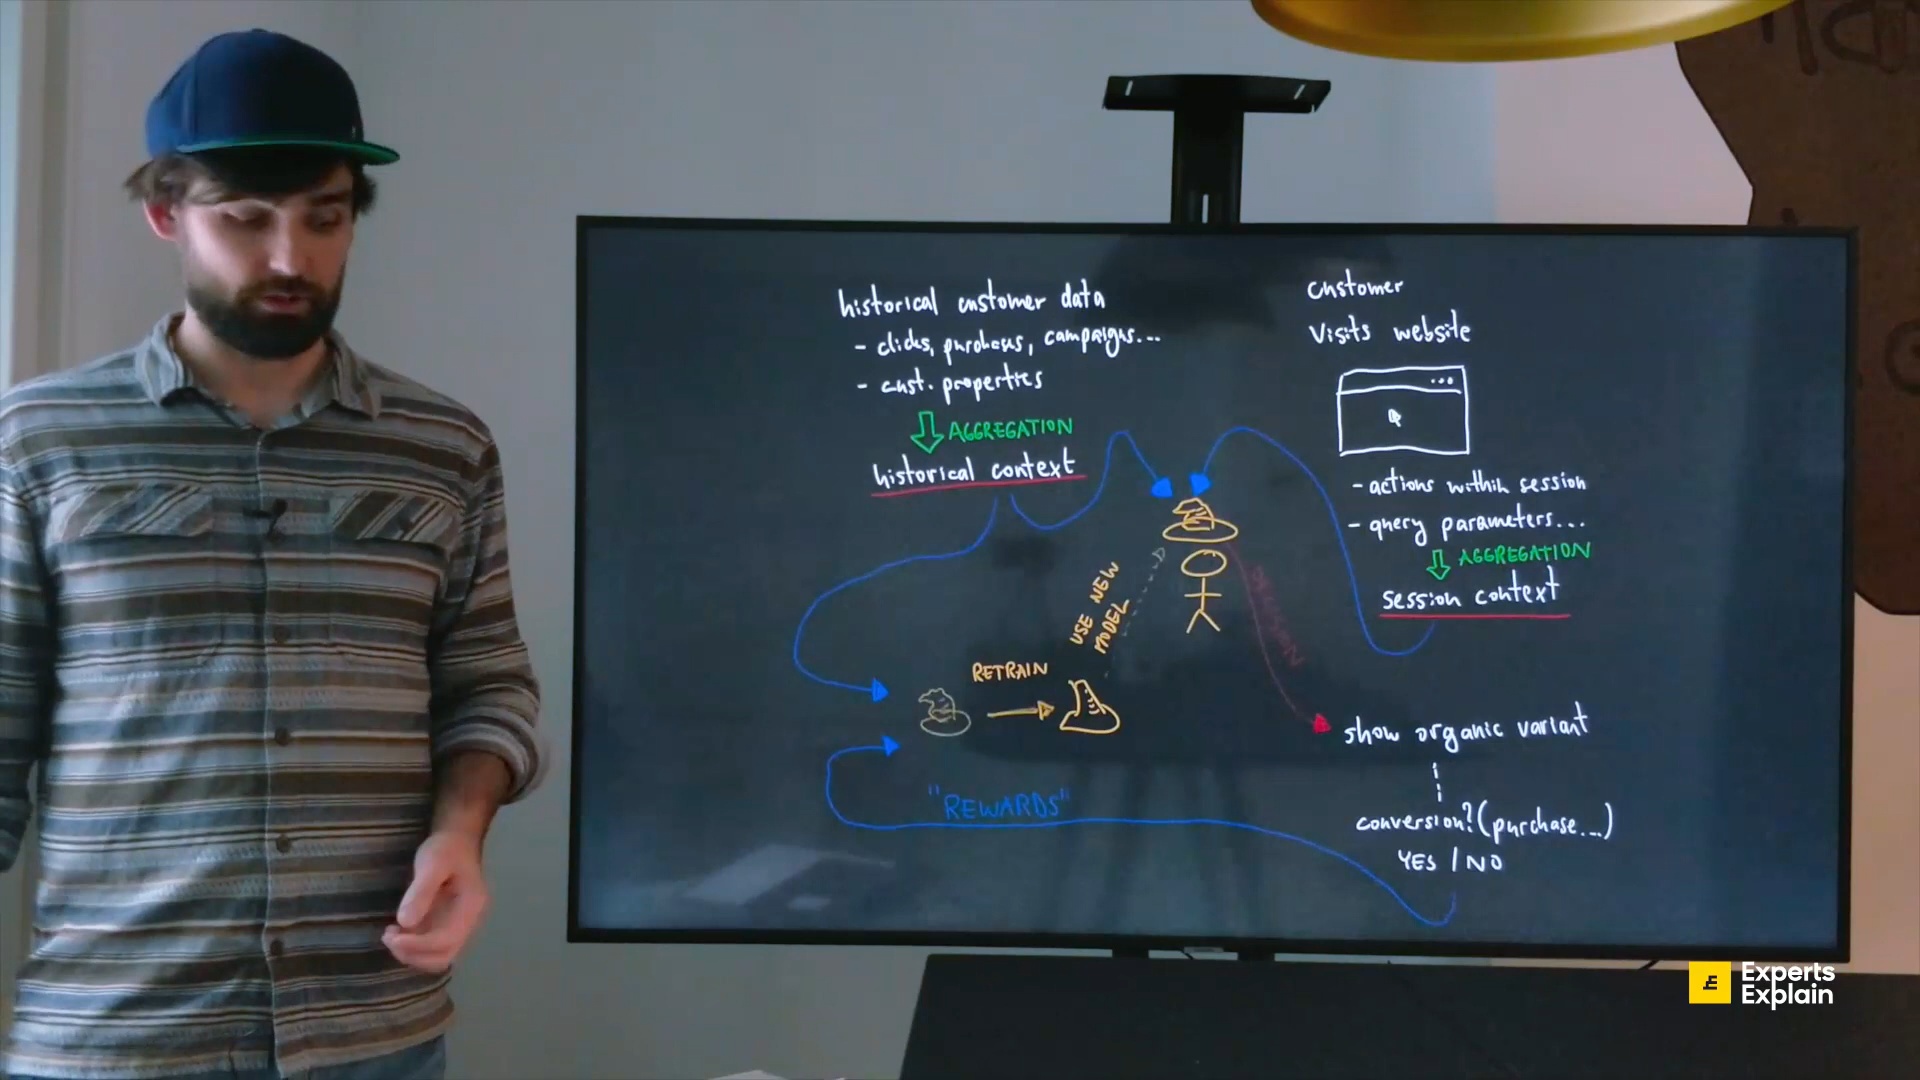 historical customer data
- clicks, purchases, campaigns...
- cust. properties
AGGREGATION
historical context
Customer
Visits website
- actions within session
- query parameters...
AGGREGATION
session context
USE NEW
MODEL
RETRAIN
"REWARDS"
show organic variant
conversion? (purchase...)
YES / NO
Experts
Explain